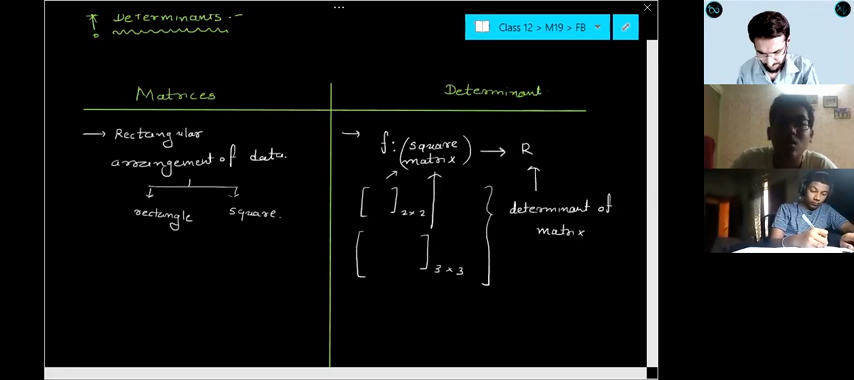 Determinants :-
Class 12 > M19 > FB
Matrices
Determinant
→ Rectangular
arrangement of data.
rectangle square.
→ f: (square matrix) → R
[ ]2×2
[ ]3×3
determinant of
matrix